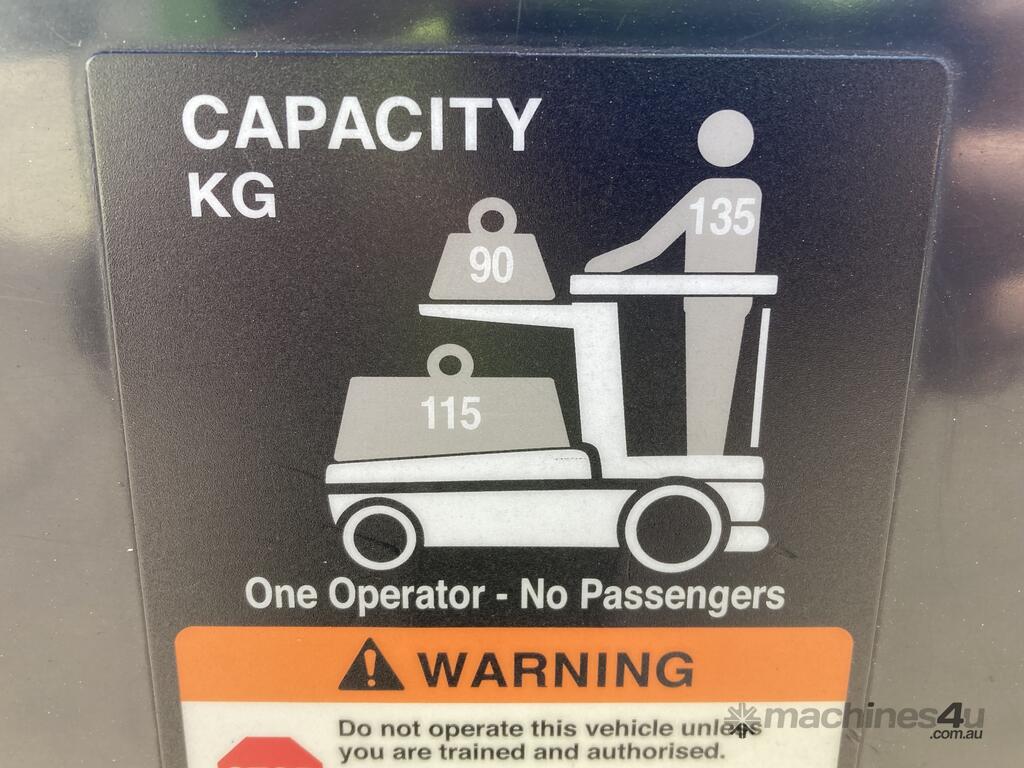 CAPACITY
KG
135
90
115
One Operator - No Passengers
WARNING
Do not operate this vehicle unless
you are trained and authorised.
machines4u
.com.au